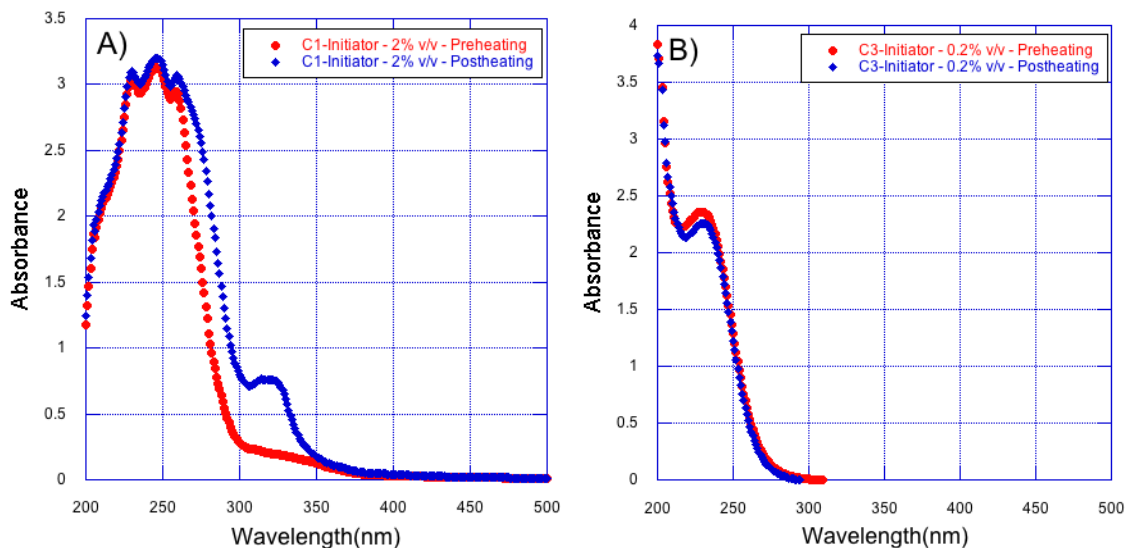 A)
C1-Initiator - 2% v/v - Preheating
C1-Initiator - 2% v/v - Postheating
Absorbance
3.5
3
2.5
2
1.5
1
0.5
0
200 250 300 350 400 450 500
Wavelength(nm)
B)
C3-Initiator - 0.2% v/v - Preheating
C3-Initiator - 0.2% v/v - Postheating
Absorbance
4
3.5
3
2.5
2
1.5
1
0.5
0
200 250 300 350 400 450 500
Wavelength(nm)